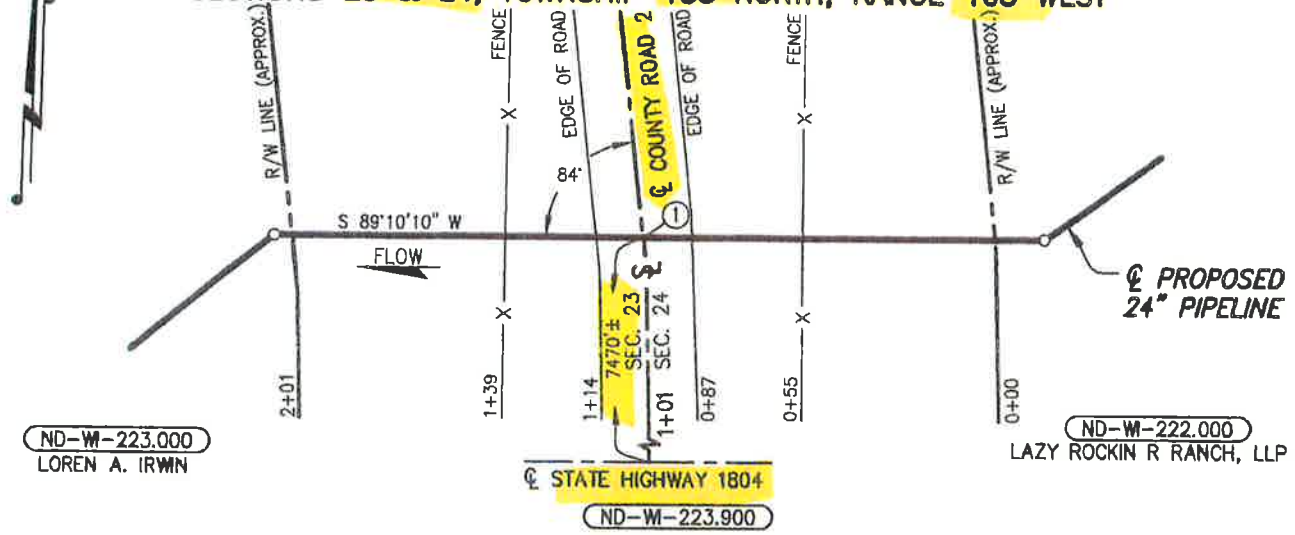 R/W LINE (APPROX.)
FENCE
EDGE OF ROAD
℄ COUNTY ROAD 2
EDGE OF ROAD
FENCE
R/W LINE (APPROX.)
X
X
84°
1
S 89°10'10" W
FLOW
℄
℄ PROPOSED
24" PIPELINE
X
X
7470'±
SEC. 23
SEC. 24
2+01
1+39
1+14
1+01
0+87
0+55
0+00
ND-WI-223.000
LOREN A. IRWIN
ND-WI-222.000
LAZY ROCKIN R RANCH, LLP
℄ STATE HIGHWAY 1804
ND-WI-223.900